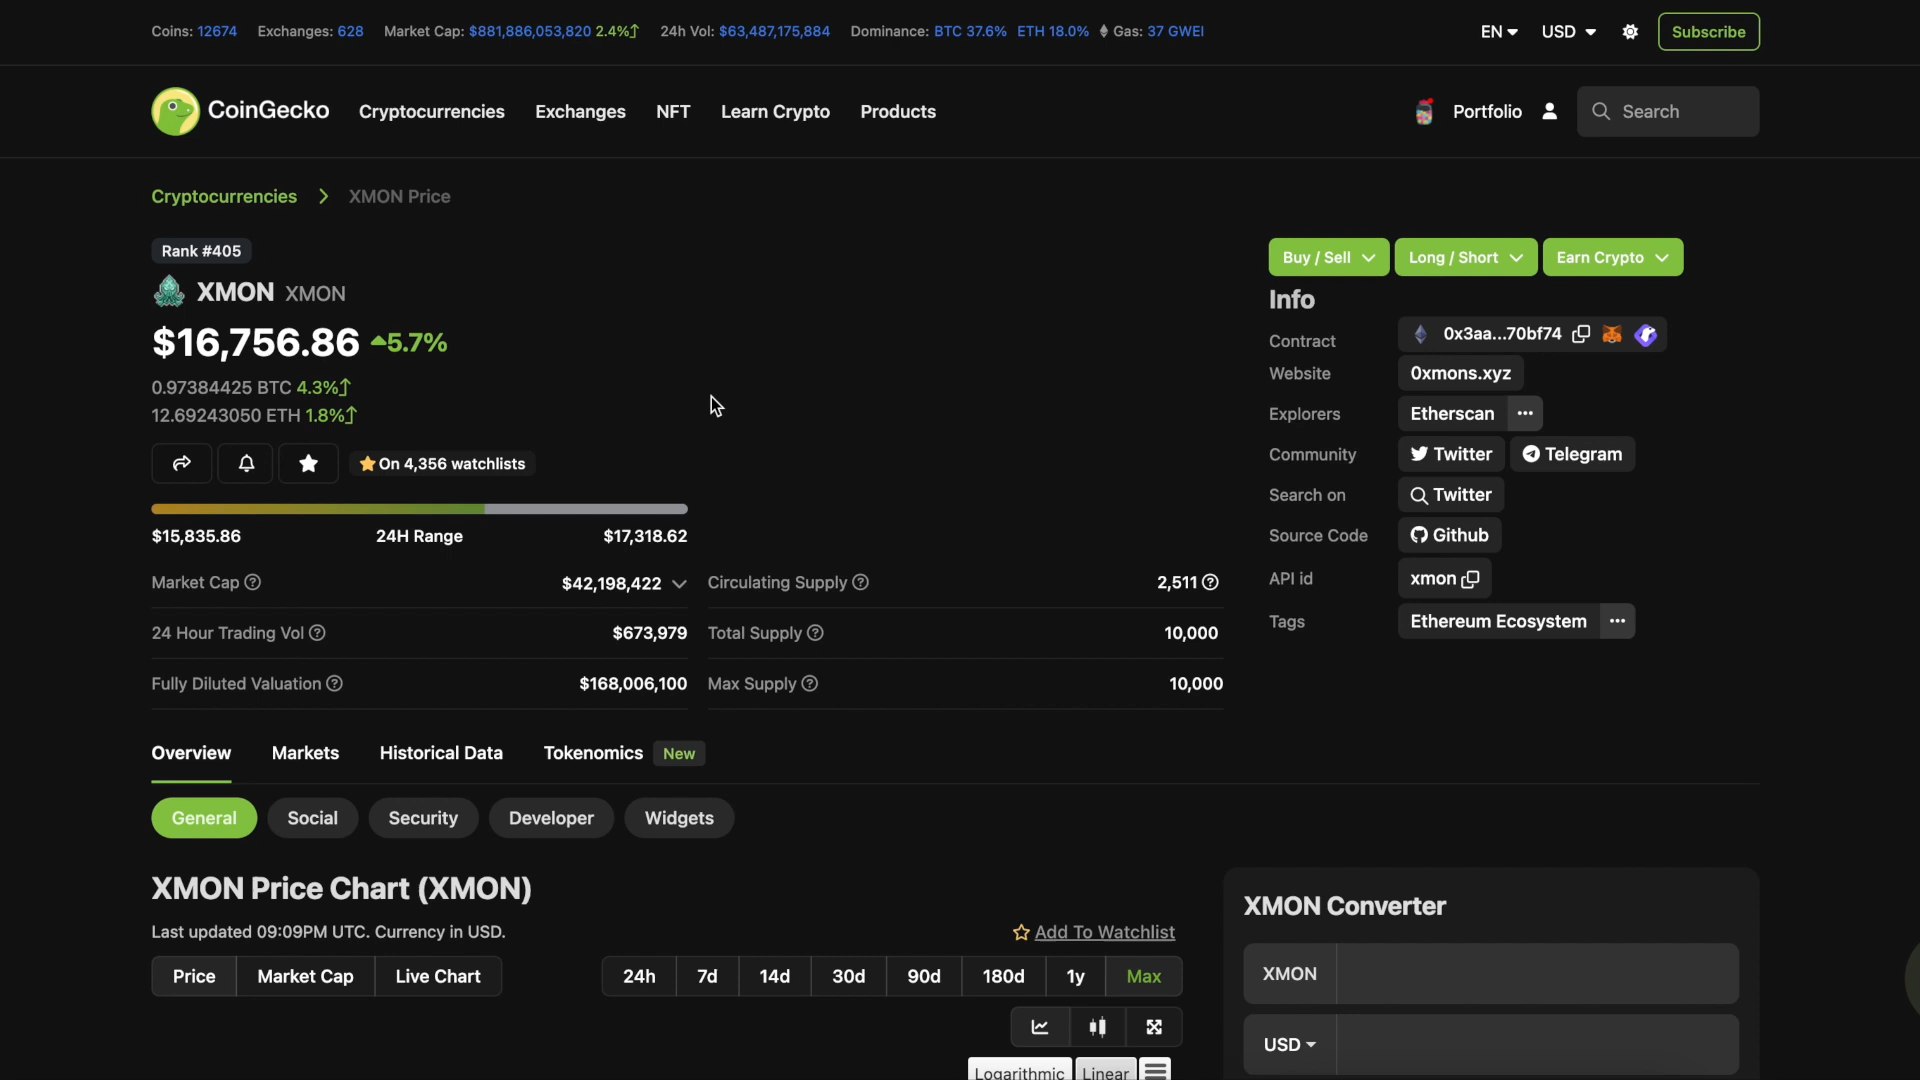 Coins: 12674 Exchanges: 628 Market Cap: $881,886,053,820 2.4% 24h Vol: $63,487,175,884 Dominance: BTC 37.6% ETH 18.0% Gas: 37 GWEI EN USD Subscribe
CoinGecko Cryptocurrencies Exchanges NFT Learn Crypto Products Portfolio Search
Cryptocurrencies XMON Price
Rank #405
XMON XMON
$16,756.86 5.7%
0.97384425 BTC 4.3%
12.69243050 ETH 1.8%
On 4,356 watchlists
$15,835.86 24H Range $17,318.62
Market Cap $42,198,422 Circulating Supply 2,511
24 Hour Trading Vol $673,979 Total Supply 10,000
Fully Diluted Valuation $168,006,100 Max Supply 10,000
Buy / Sell Long / Short Earn Crypto
Info
Contract 0x3aa...70bf74
Website 0xmons.xyz
Explorers Etherscan ...
Community Twitter Telegram
Search on Twitter
Source Code Github
API id xmon
Tags Ethereum Ecosystem ...
Overview Markets Historical Data Tokenomics New
General Social Security Developer Widgets
XMON Price Chart (XMON)
Last updated 09:09PM UTC. Currency in USD.
Add To Watchlist
Price Market Cap Live Chart 24h 7d 14d 30d 90d 180d 1y Max
Logarithmic Linear
XMON Converter
XMON
USD